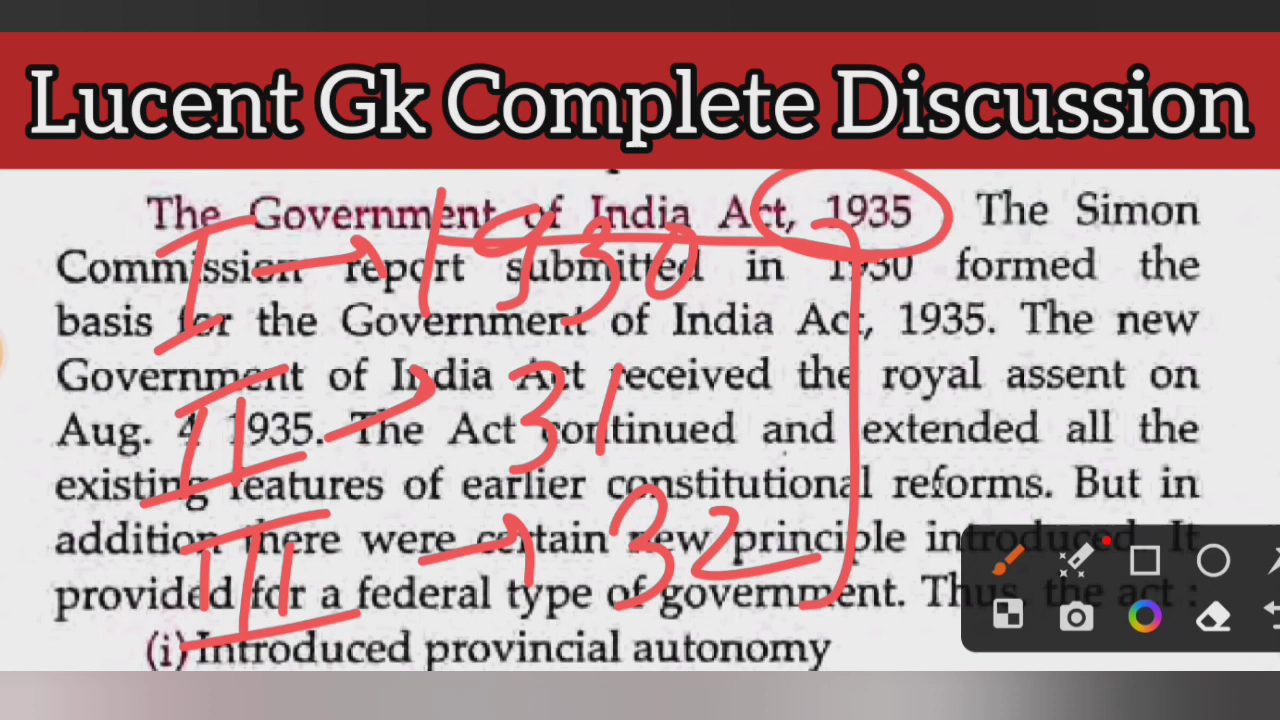 Lucent Gk Complete Discussion
The Government of India Act, 1935 The Simon
Commission report submitted in 1930 formed the
basis for the Government of India Act, 1935. The new
Government of India Act received the royal assent on
Aug. 4 1935. The Act continued and extended all the
existing features of earlier constitutional reforms. But in
addition there were certain new principle introduced. It
provided for a federal type of government. Thus, the act :
(i) Introduced provincial autonomy
I → 1930
II → 31
III → 32